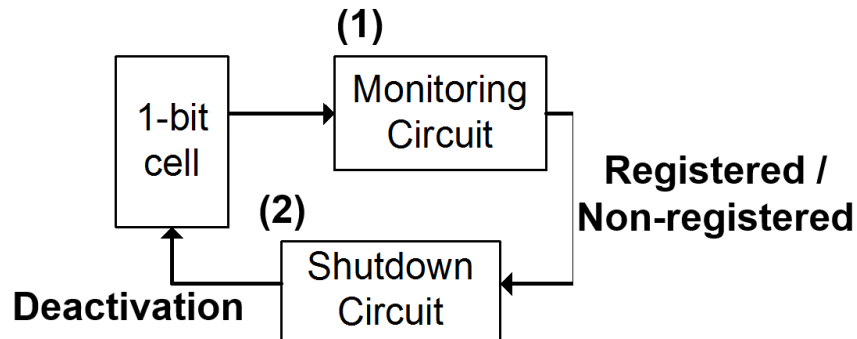 (1)
1-bit
cell
Monitoring
Circuit
Registered /
Non-registered
(2)
Shutdown
Circuit
Deactivation